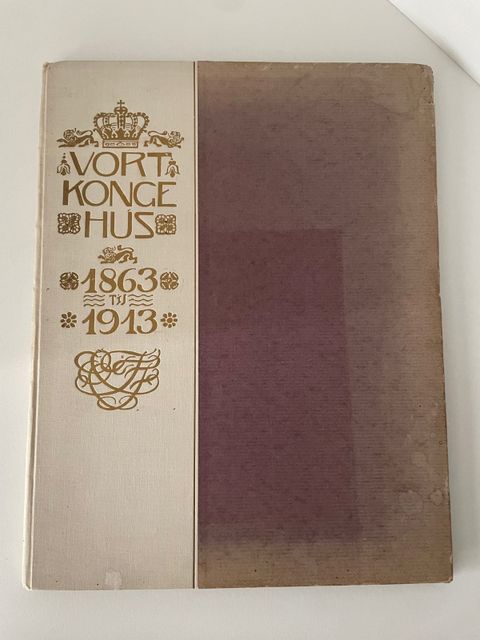 VORT
KONGE
HUS
1863
TIL
1913